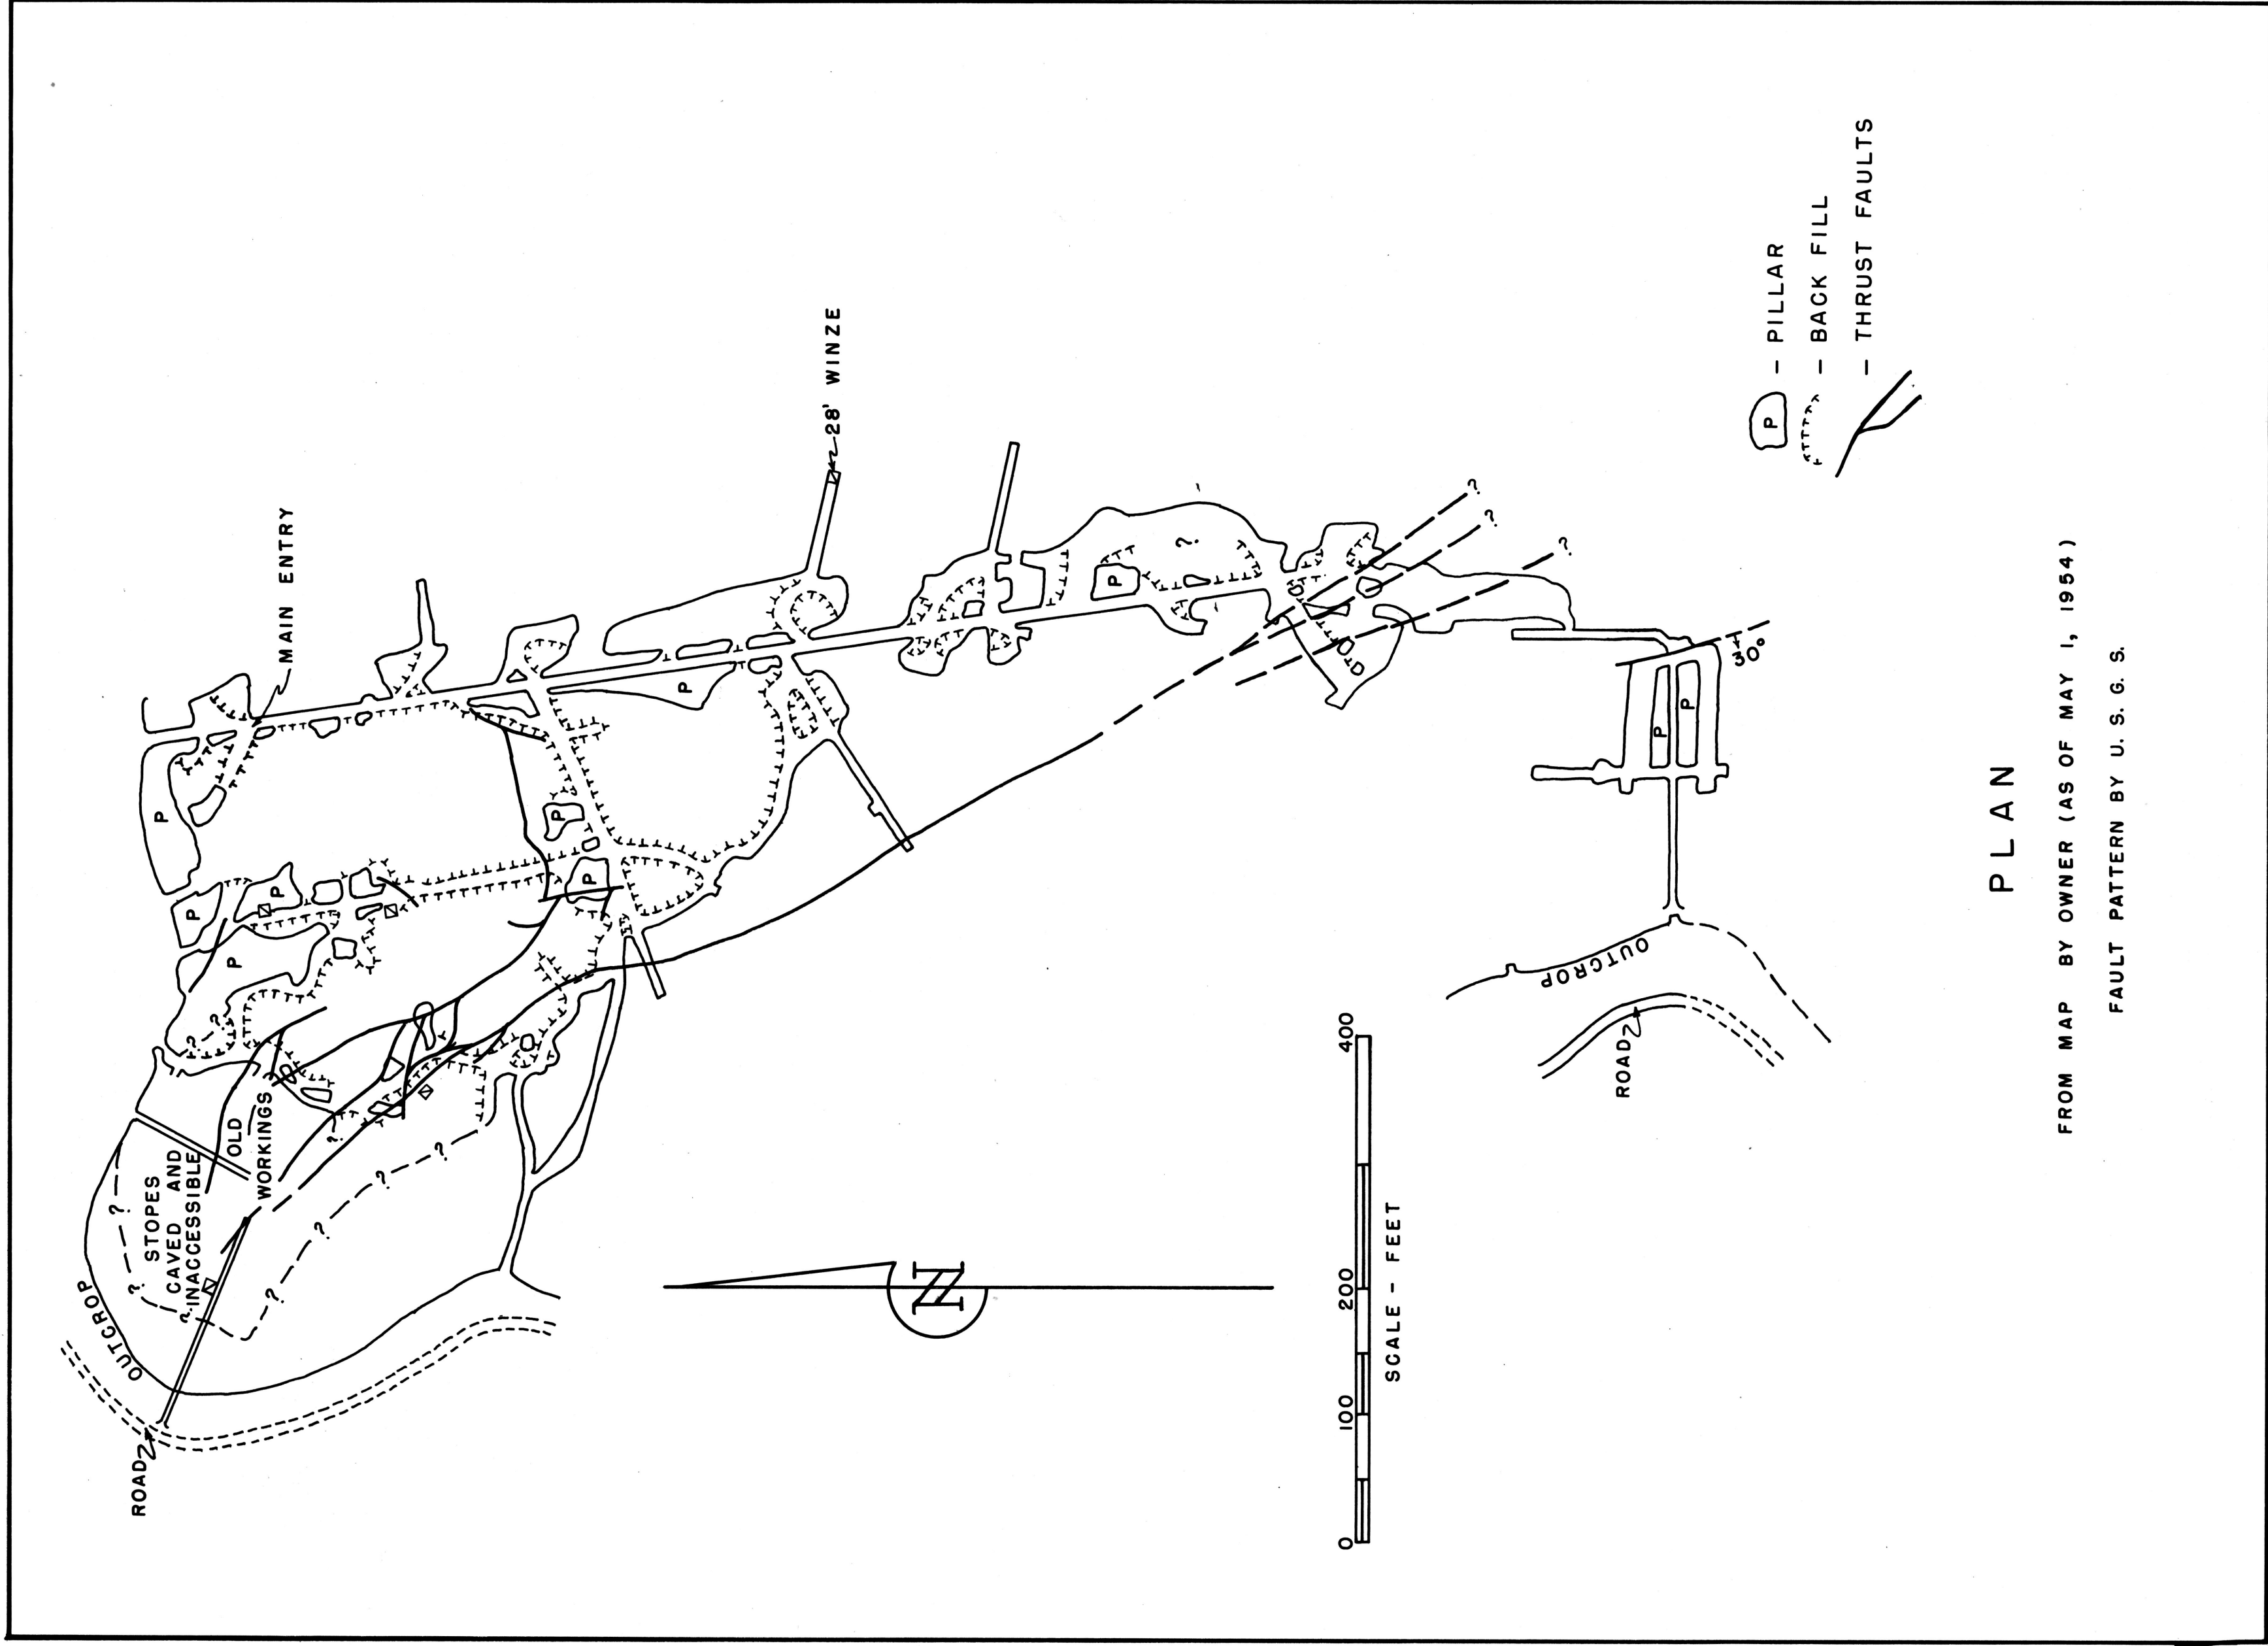 MAIN ENTRY
28' WINZE
P
P
P
P
P
P
P
P
P
P
P
?
?
?
?
?
?
?
?
?
?
?
?
?
?
OLD
WORKINGS
STOPES
CAVED AND
INACCESSIBLE
OUTCROP
ROAD
N
30°
OUTCROP
ROAD
0 100 200 400
SCALE - FEET
P - PILLAR
- BACK FILL
- THRUST FAULTS
PLAN
FROM MAP BY OWNER (AS OF MAY 1, 1954)
FAULT PATTERN BY U. S. G. S.